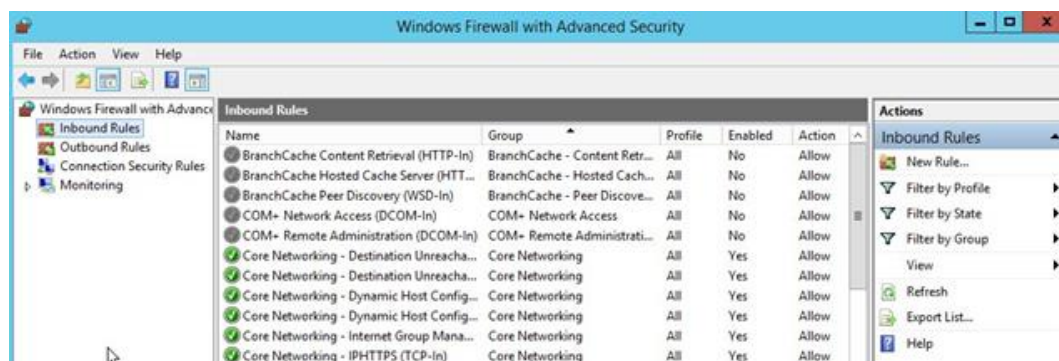 Windows Firewall with Advanced Security
File Action View Help
Windows Firewall with Advance
Inbound Rules
Outbound Rules
Connection Security Rules
Monitoring
Inbound Rules
Name Group Profile Enabled Action
BranchCache Content Retrieval (HTTP-In) BranchCache - Content Retr... All No Allow
BranchCache Hosted Cache Server (HTT... BranchCache - Hosted Cach... All No Allow
BranchCache Peer Discovery (WSD-In) BranchCache - Peer Discove... All No Allow
COM+ Network Access (DCOM-In) COM+ Network Access All No Allow
COM+ Remote Administration (DCOM-In) COM+ Remote Administrati... All No Allow
Core Networking - Destination Unreacha... Core Networking All Yes Allow
Core Networking - Destination Unreacha... Core Networking All Yes Allow
Core Networking - Dynamic Host Config... Core Networking All Yes Allow
Core Networking - Dynamic Host Config... Core Networking All Yes Allow
Core Networking - Internet Group Mana... Core Networking All Yes Allow
Core Networking - IPHTTPS (TCP-In) Core Networking All Yes Allow
Actions
Inbound Rules
New Rule...
Filter by Profile
Filter by State
Filter by Group
View
Refresh
Export List...
Help